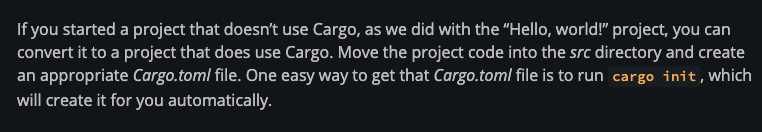 If you started a project that doesn’t use Cargo, as we did with the “Hello, world!” project, you can
convert it to a project that does use Cargo. Move the project code into the src directory and create
an appropriate Cargo.toml file. One easy way to get that Cargo.toml file is to run cargo init, which
will create it for you automatically.